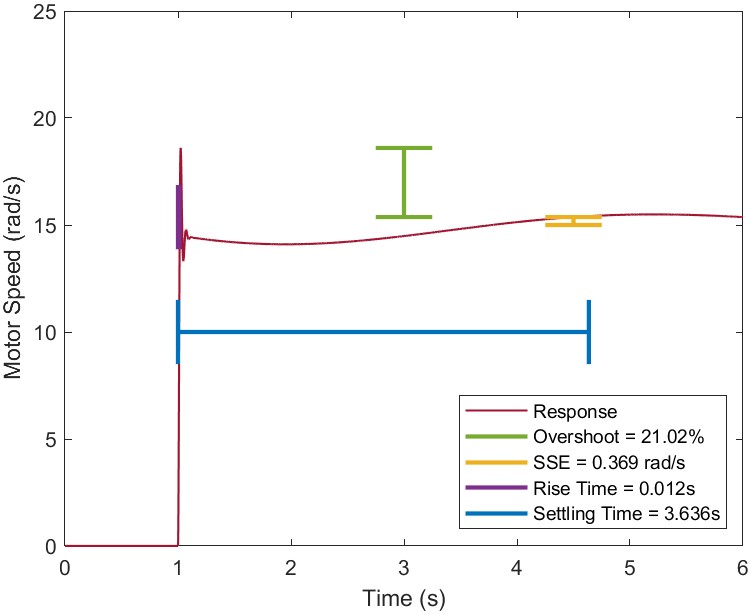 25
20
15
10
5
0
Motor Speed (rad/s)
Response
Overshoot = 21.02%
SSE = 0.369 rad/s
Rise Time = 0.012s
Settling Time = 3.636s
0 1 2 3 4 5 6
Time (s)